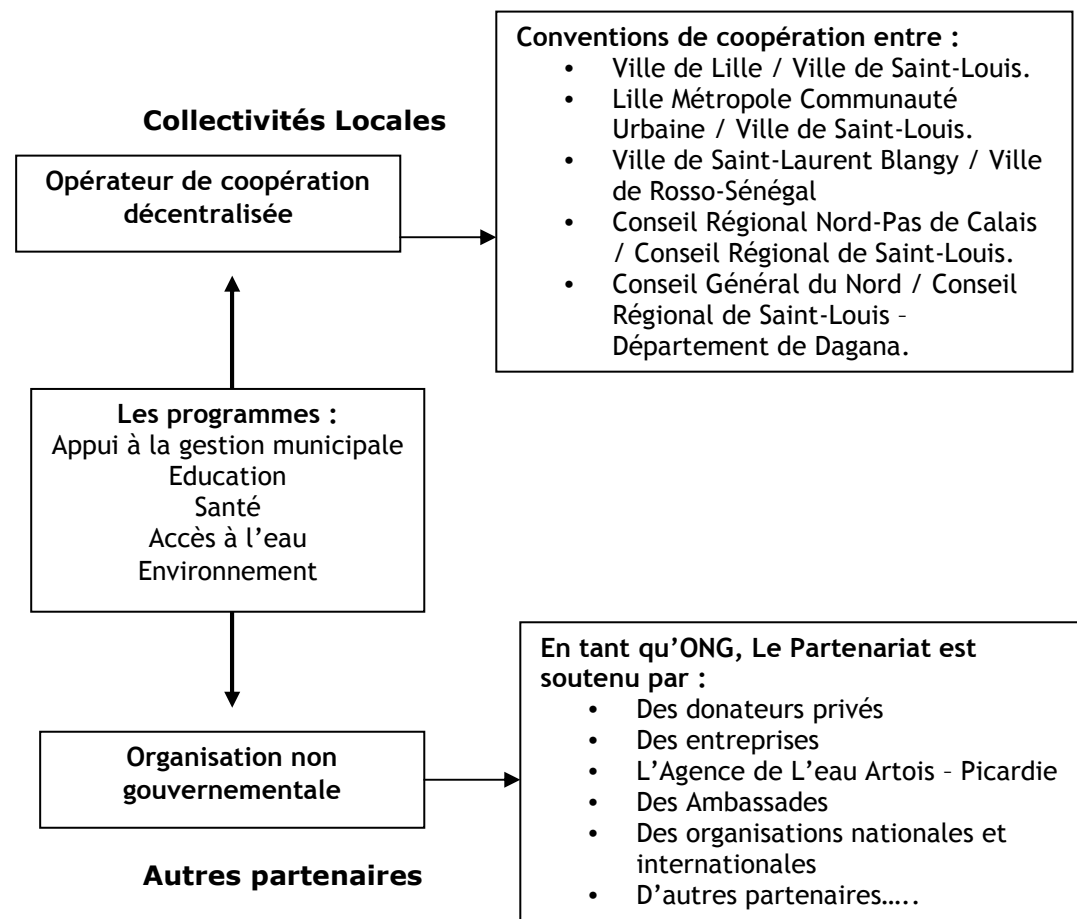 Conventions de coopération entre :
• Ville de Lille / Ville de Saint-Louis.
• Lille Métropole Communauté
Urbaine / Ville de Saint-Louis.
• Ville de Saint-Laurent Blangy / Ville
de Rosso-Sénégal
• Conseil Régional Nord-Pas de Calais
/ Conseil Régional de Saint-Louis.
• Conseil Général du Nord / Conseil
Régional de Saint-Louis –
Département de Dagana.
Collectivités Locales
Opérateur de coopération
décentralisée
Les programmes :
Appui à la gestion municipale
Education
Santé
Accès à l’eau
Environnement
En tant qu’ONG, Le Partenariat est
soutenu par :
• Des donateurs privés
• Des entreprises
• L’Agence de L’eau Artois – Picardie
• Des Ambassades
• Des organisations nationales et
internationales
• D’autres partenaires…..
Organisation non
gouvernementale
Autres partenaires